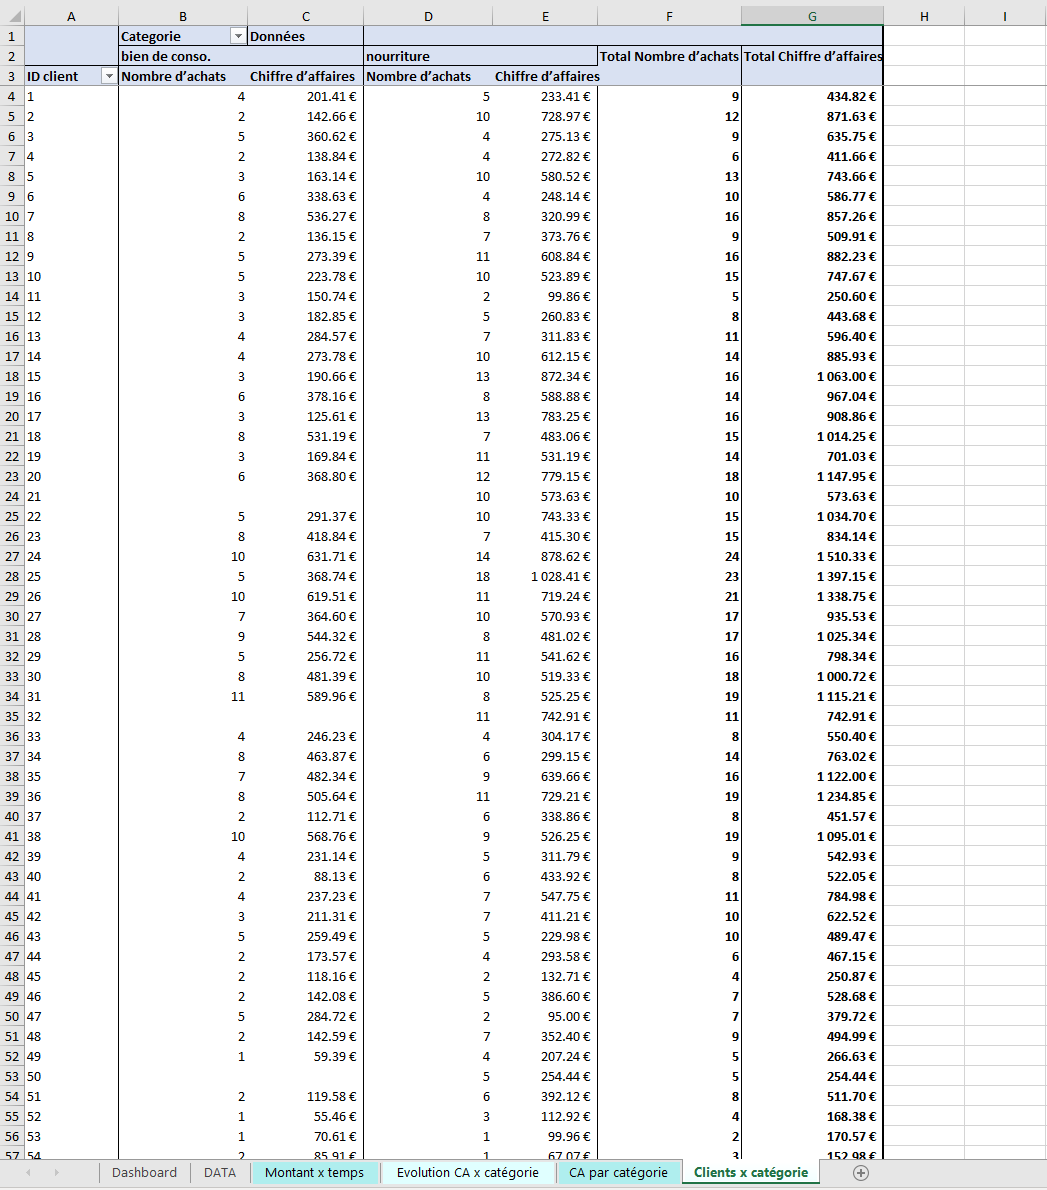 A B C D E F G H I
1 Categorie Données
2 bien de conso. nourriture Total Nombre d’achats Total Chiffre d’affaires
3 ID client Nombre d’achats Chiffre d’affaires Nombre d’achats Chiffre d’affaires
4 1 4 201.41 € 5 233.41 € 9 434.82 €
5 2 2 142.66 € 10 728.97 € 12 871.63 €
6 3 5 360.62 € 4 275.13 € 9 635.75 €
7 4 2 138.84 € 4 272.82 € 6 411.66 €
8 5 3 163.14 € 10 580.52 € 13 743.66 €
9 6 6 338.63 € 4 248.14 € 10 586.77 €
10 7 8 536.27 € 8 320.99 € 16 857.26 €
11 8 2 136.15 € 7 373.76 € 9 509.91 €
12 9 5 273.39 € 11 608.84 € 16 882.23 €
13 10 5 223.78 € 10 523.89 € 15 747.67 €
14 11 3 150.74 € 2 99.86 € 5 250.60 €
15 12 3 182.85 € 5 260.83 € 8 443.68 €
16 13 4 284.57 € 7 311.83 € 11 596.40 €
17 14 4 273.78 € 10 612.15 € 14 885.93 €
18 15 3 190.66 € 13 872.34 € 16 1 063.00 €
19 16 6 378.16 € 8 588.88 € 14 967.04 €
20 17 3 125.61 € 13 783.25 € 16 908.86 €
21 18 8 531.19 € 7 483.06 € 15 1 014.25 €
22 19 3 169.84 € 11 531.19 € 14 701.03 €
23 20 6 368.80 € 12 779.15 € 18 1 147.95 €
24 21 10 573.63 € 10 573.63 €
25 22 5 291.37 € 10 743.33 € 15 1 034.70 €
26 23 8 418.84 € 7 415.30 € 15 834.14 €
27 24 10 631.71 € 14 878.62 € 24 1 510.33 €
28 25 5 368.74 € 18 1 028.41 € 23 1 397.15 €
29 26 10 619.51 € 11 719.24 € 21 1 338.75 €
30 27 7 364.60 € 10 570.93 € 17 935.53 €
31 28 9 544.32 € 8 481.02 € 17 1 025.34 €
32 29 5 256.72 € 11 541.62 € 16 798.34 €
33 30 8 481.39 € 10 519.33 € 18 1 000.72 €
34 31 11 589.96 € 8 525.25 € 19 1 115.21 €
35 32 11 742.91 € 11 742.91 €
36 33 4 246.23 € 4 304.17 € 8 550.40 €
37 34 8 463.87 € 6 299.15 € 14 763.02 €
38 35 7 482.34 € 9 639.66 € 16 1 122.00 €
39 36 8 505.64 € 11 729.21 € 19 1 234.85 €
40 37 2 112.71 € 6 338.86 € 8 451.57 €
41 38 10 568.76 € 9 526.25 € 19 1 095.01 €
42 39 4 231.14 € 5 311.79 € 9 542.93 €
43 40 2 88.13 € 6 433.92 € 8 522.05 €
44 41 4 237.23 € 7 547.75 € 11 784.98 €
45 42 3 211.31 € 7 411.21 € 10 622.52 €
46 43 5 259.49 € 5 229.98 € 10 489.47 €
47 44 2 173.57 € 4 293.58 € 6 467.15 €
48 45 2 118.16 € 2 132.71 € 4 250.87 €
49 46 2 142.08 € 5 386.60 € 7 528.68 €
50 47 5 284.72 € 2 95.00 € 7 379.72 €
51 48 2 142.59 € 7 352.40 € 9 494.99 €
52 49 1 59.39 € 4 207.24 € 5 266.63 €
53 50 5 254.44 € 5 254.44 €
54 51 2 119.58 € 6 392.12 € 8 511.70 €
55 52 1 55.46 € 3 112.92 € 4 168.38 €
56 53 1 70.61 € 1 99.96 € 2 170.57 €
57 54 2 85.91 € 1 67.07 € 3 152.98 €
Dashboard DATA Montant x temps Evolution CA x catégorie CA par catégorie Clients x catégorie